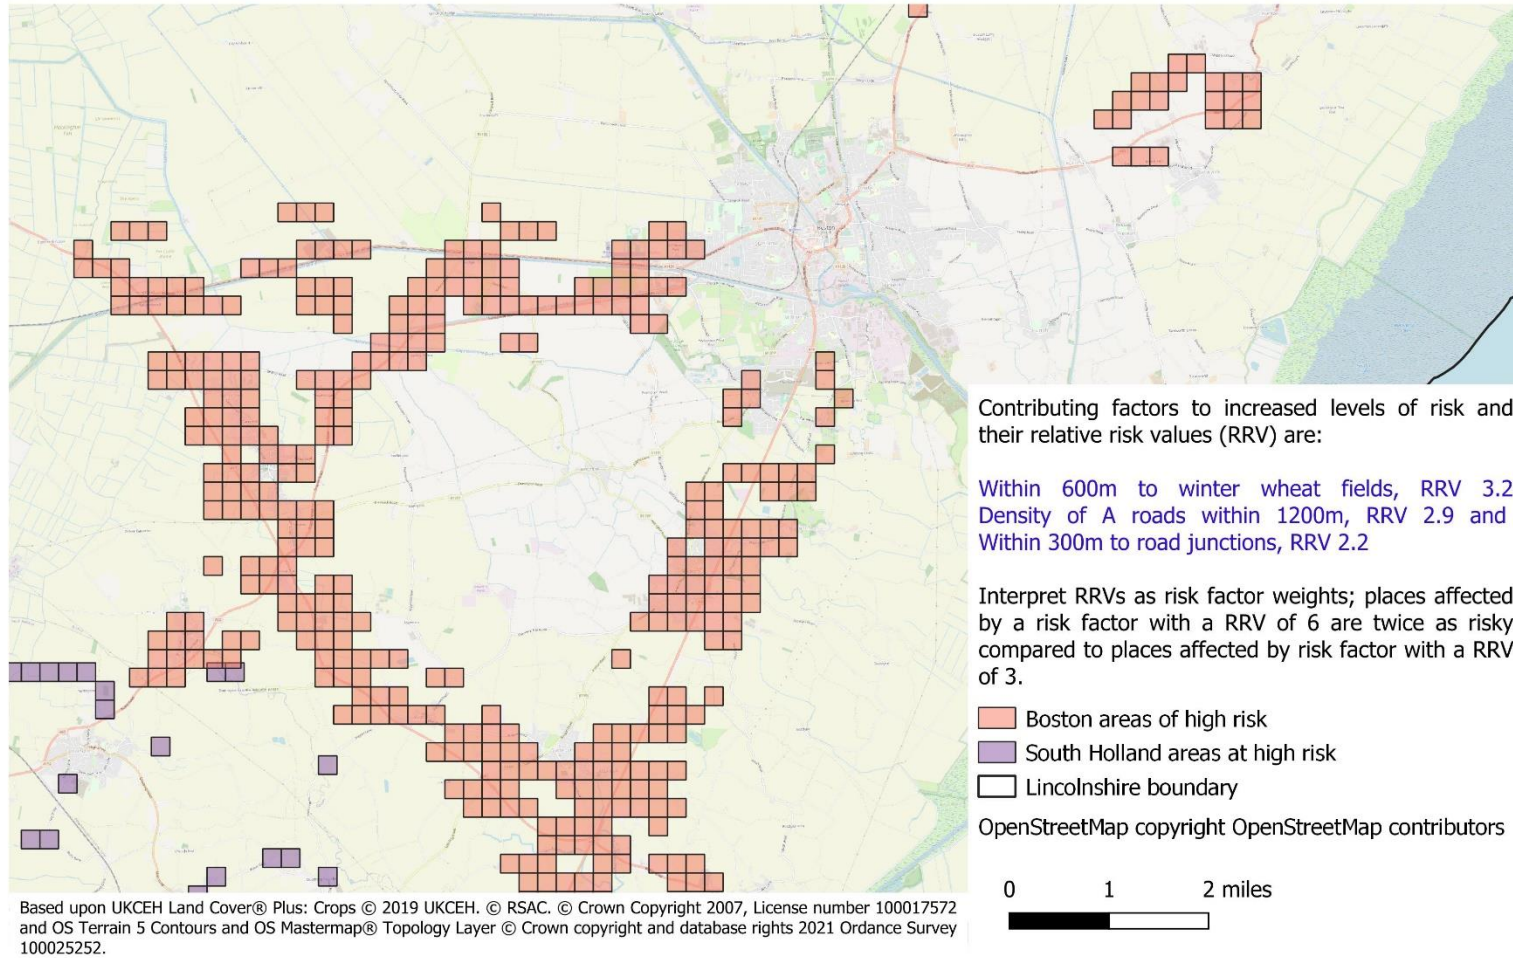 Boston
Contributing factors to increased levels of risk and
their relative risk values (RRV) are:
Within 600m to winter wheat fields, RRV 3.2
Density of A roads within 1200m, RRV 2.9 and
Within 300m to road junctions, RRV 2.2
Interpret RRVs as risk factor weights; places affected
by a risk factor with a RRV of 6 are twice as risky
compared to places affected by risk factor with a RRV
of 3.
Boston areas of high risk
South Holland areas at high risk
Lincolnshire boundary
OpenStreetMap copyright OpenStreetMap contributors
0 1 2 miles
Based upon UKCEH Land Cover® Plus: Crops © 2019 UKCEH. © RSAC. © Crown Copyright 2007, License number 100017572
and OS Terrain 5 Contours and OS Mastermap® Topology Layer © Crown copyright and database rights 2021 Ordance Survey
100025252.